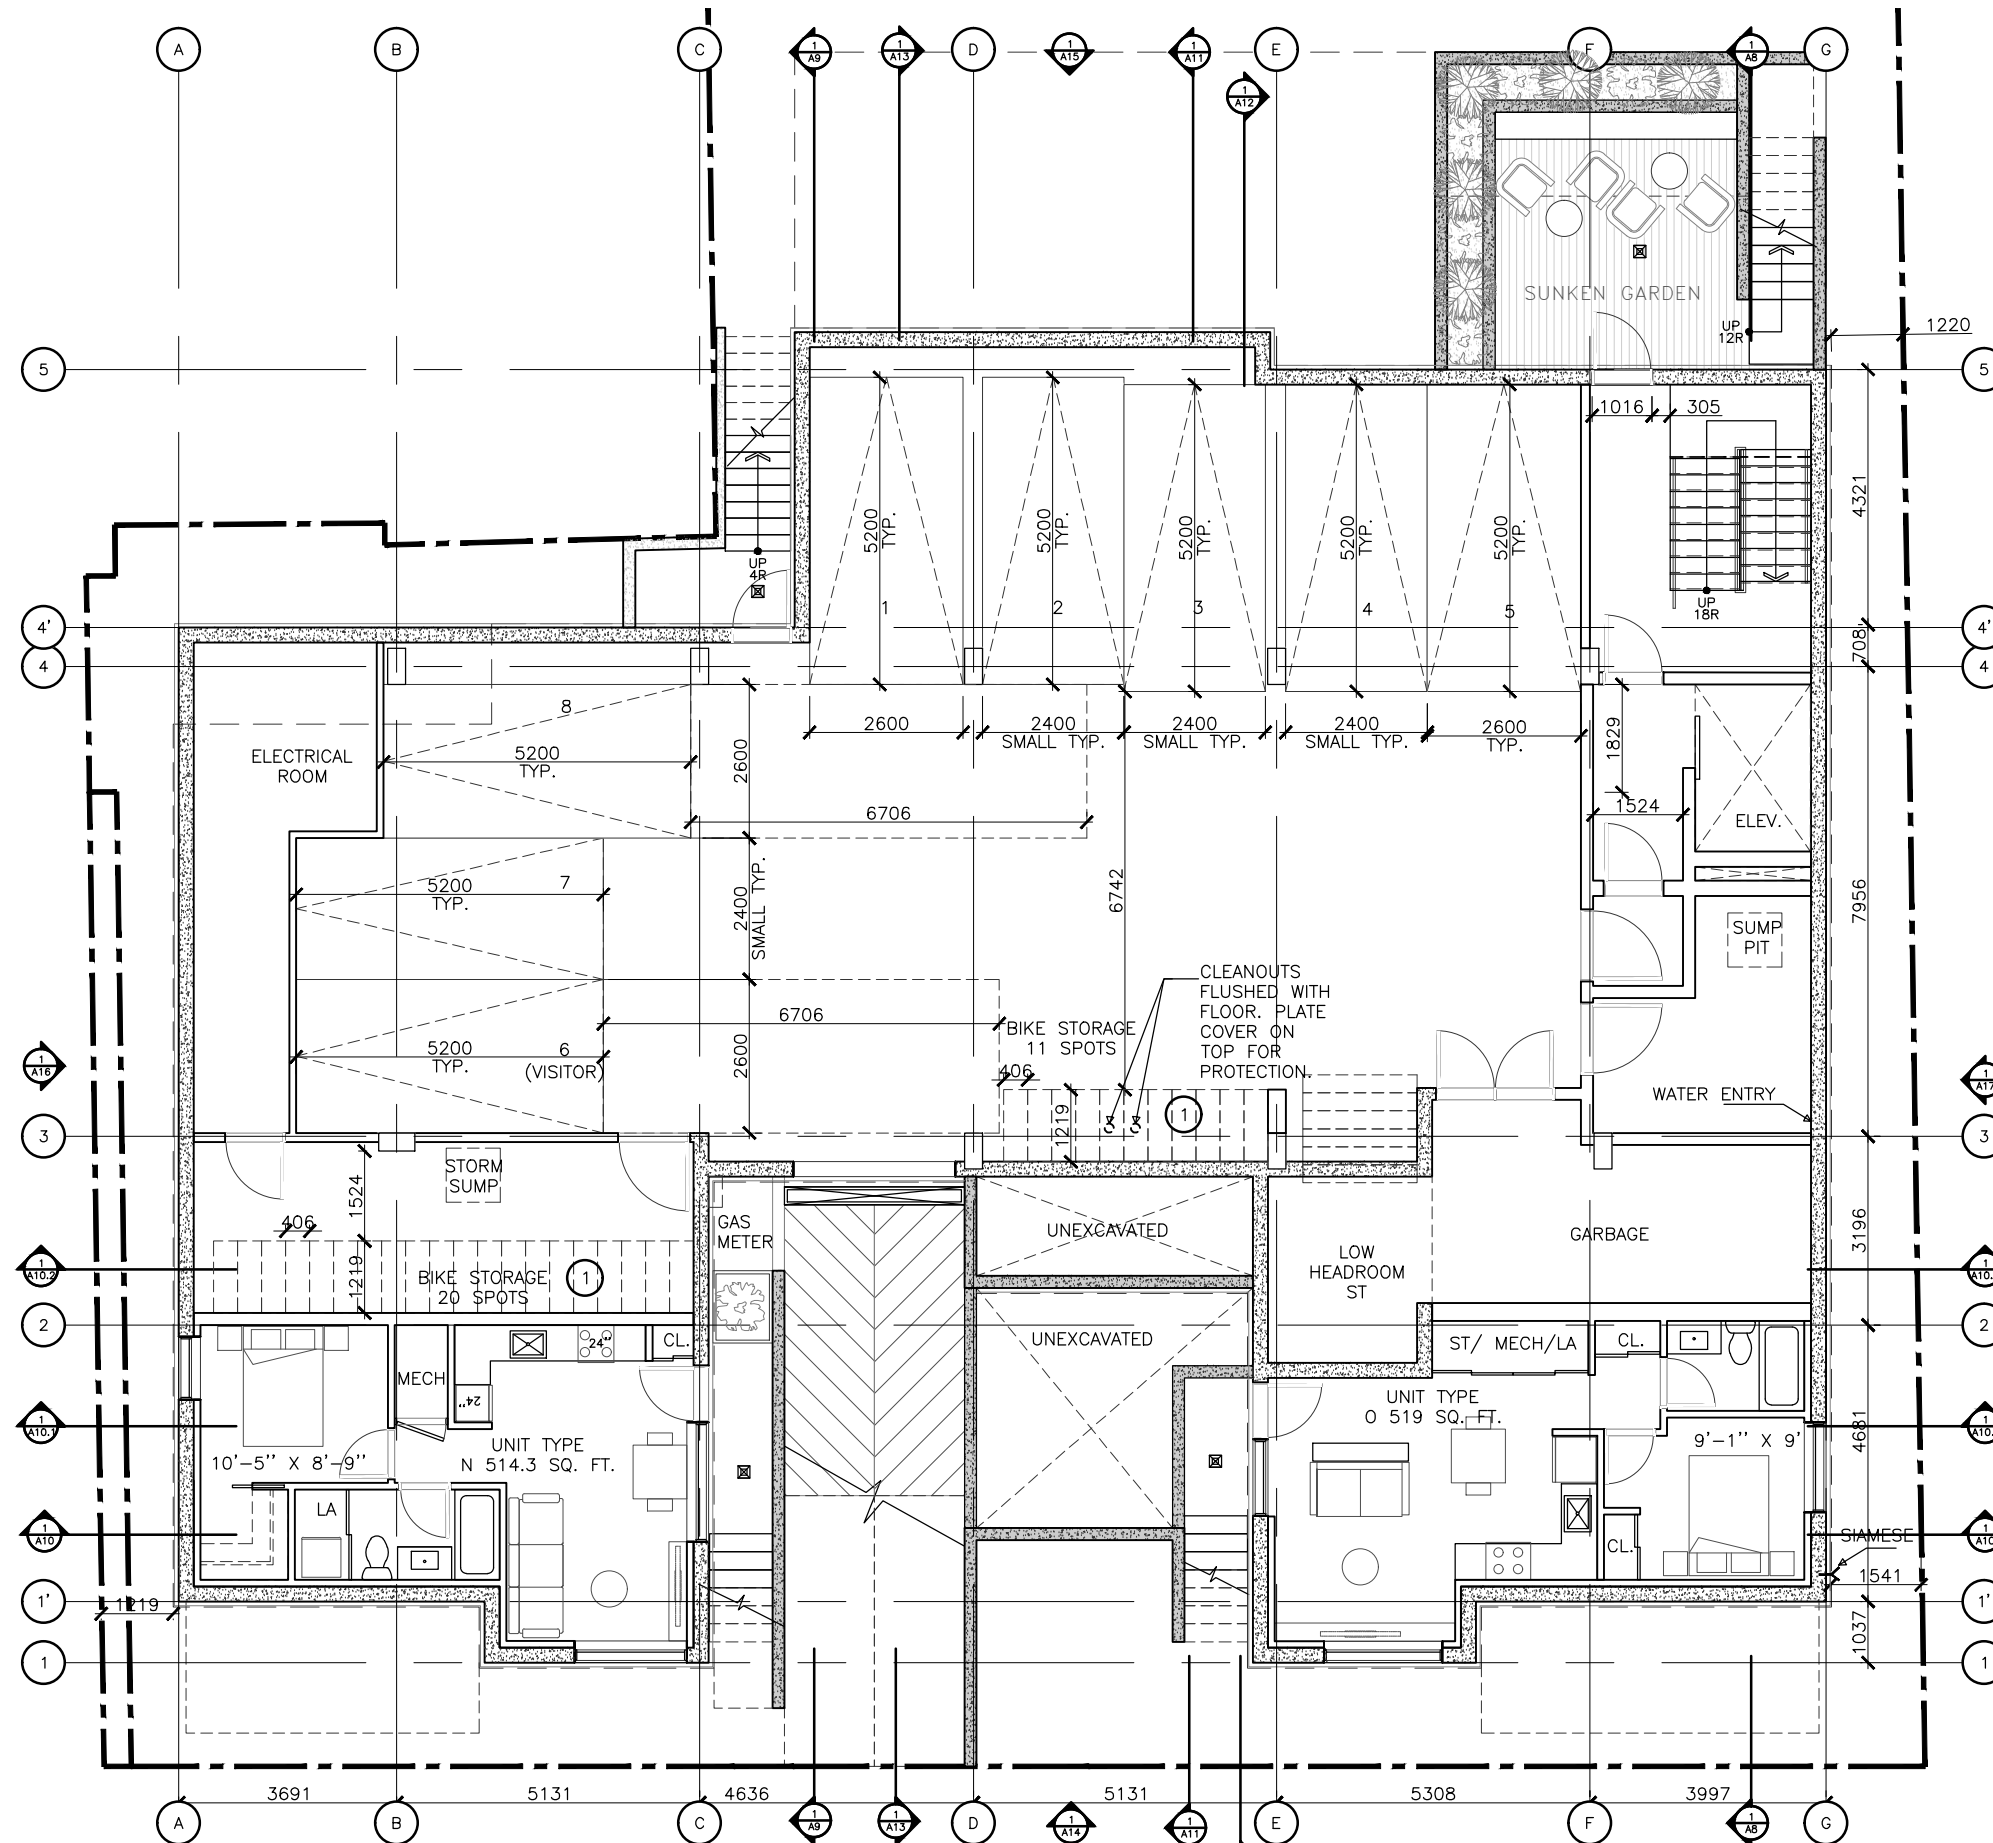 A B C D E F G
1
A9
1
A13
1
A15
1
A11
1
A8
1
A12
SUNKEN GARDEN
UP
12R
1220
5
5
1016
305
4321
5200
TYP.
5200
TYP.
5200
TYP.
5200
TYP.
5200
TYP.
UP
4R
1
2
3
4
5
UP
18R
4'
4'
708
4
4
8
2600
2400
SMALL TYP.
2400
SMALL TYP.
2400
SMALL TYP.
2600
TYP.
1829
ELECTRICAL
ROOM
5200
TYP.
2600
6706
1524
ELEV.
5200
TYP.
7
2400
SMALL TYP.
6742
7956
SUMP
PIT
CLEANOUTS
FLUSHED WITH
FLOOR. PLATE
COVER ON
TOP FOR
PROTECTION.
6706
BIKE STORAGE
11 SPOTS
5200
TYP.
6
(VISITOR)
2600
406
1
A16
1
A17
WATER ENTRY
1219
1
3
3
STORM
SUMP
1524
406
GAS
METER
UNEXCAVATED
GARBAGE
3196
LOW
HEADROOM
ST
1
A10.2
1219
BIKE STORAGE
20 SPOTS
1
2
2
24"
CL.
UNEXCAVATED
ST/ MECH/LA
CL.
MECH
24"
UNIT TYPE
O 519 SQ. FT.
1
A10.1
UNIT TYPE
N 514.3 SQ. FT.
10'-5'' X 8'-9''
9'-1'' X 9'
4681
LA
1
A10
CL.
SIAMESE
1541
1'
1219
1'
1037
1
1
3691
5131
4636
5131
5308
3997
A B C D E F G
1
A9
1
A13
1
A14
1
A11
1
A8